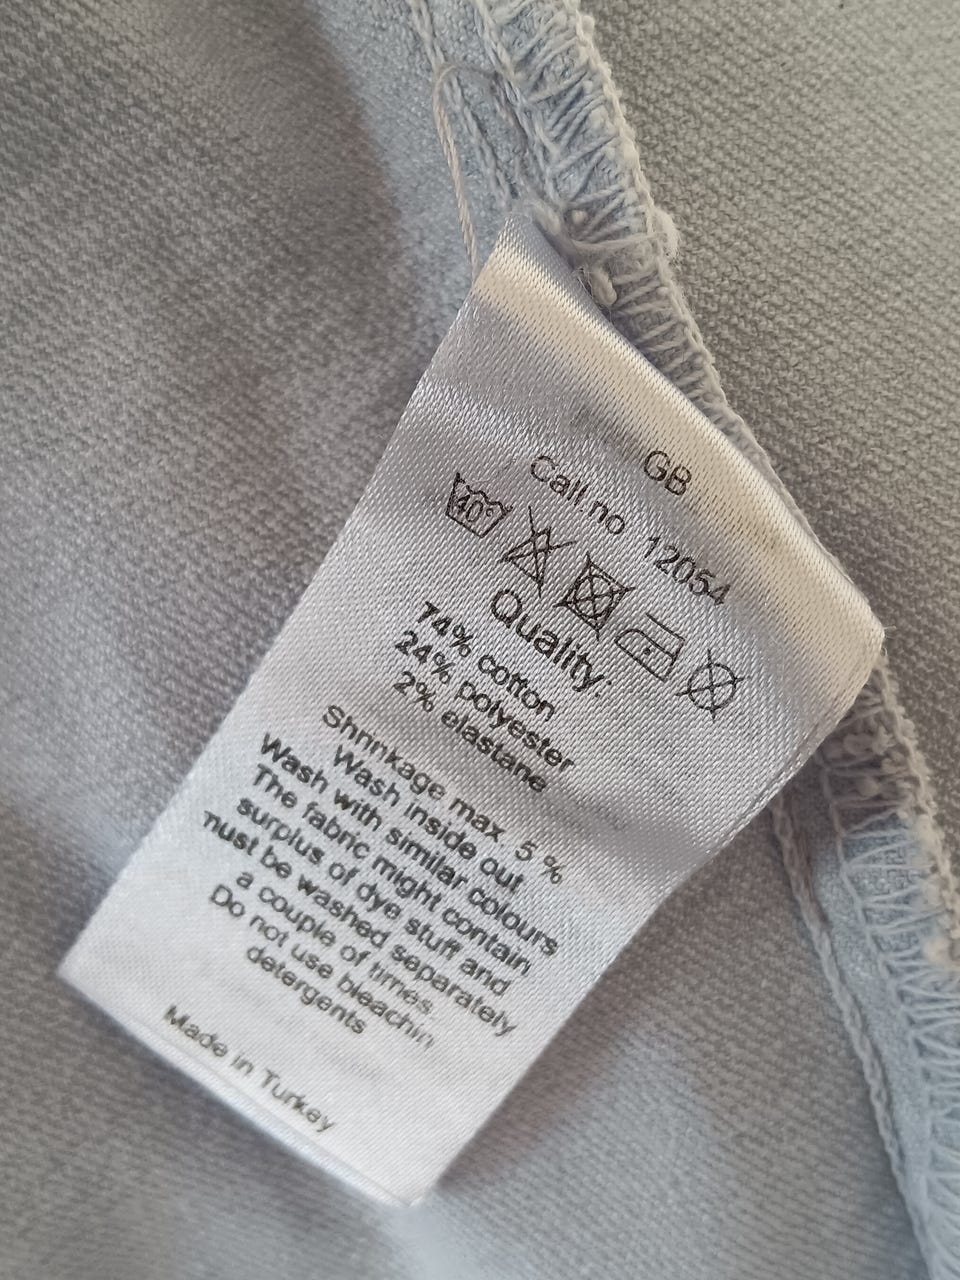 GB
Call.no 12054
40°
Quality:
74% cotton
24% polyester
2% elastane
Shrinkage max. 5 %
Wash inside out
Wash with similar colours
The fabric might contain
surplus of dye stuff and
must be washed separately
a couple of times
Do not use bleachin
detergents
Made in Turkey